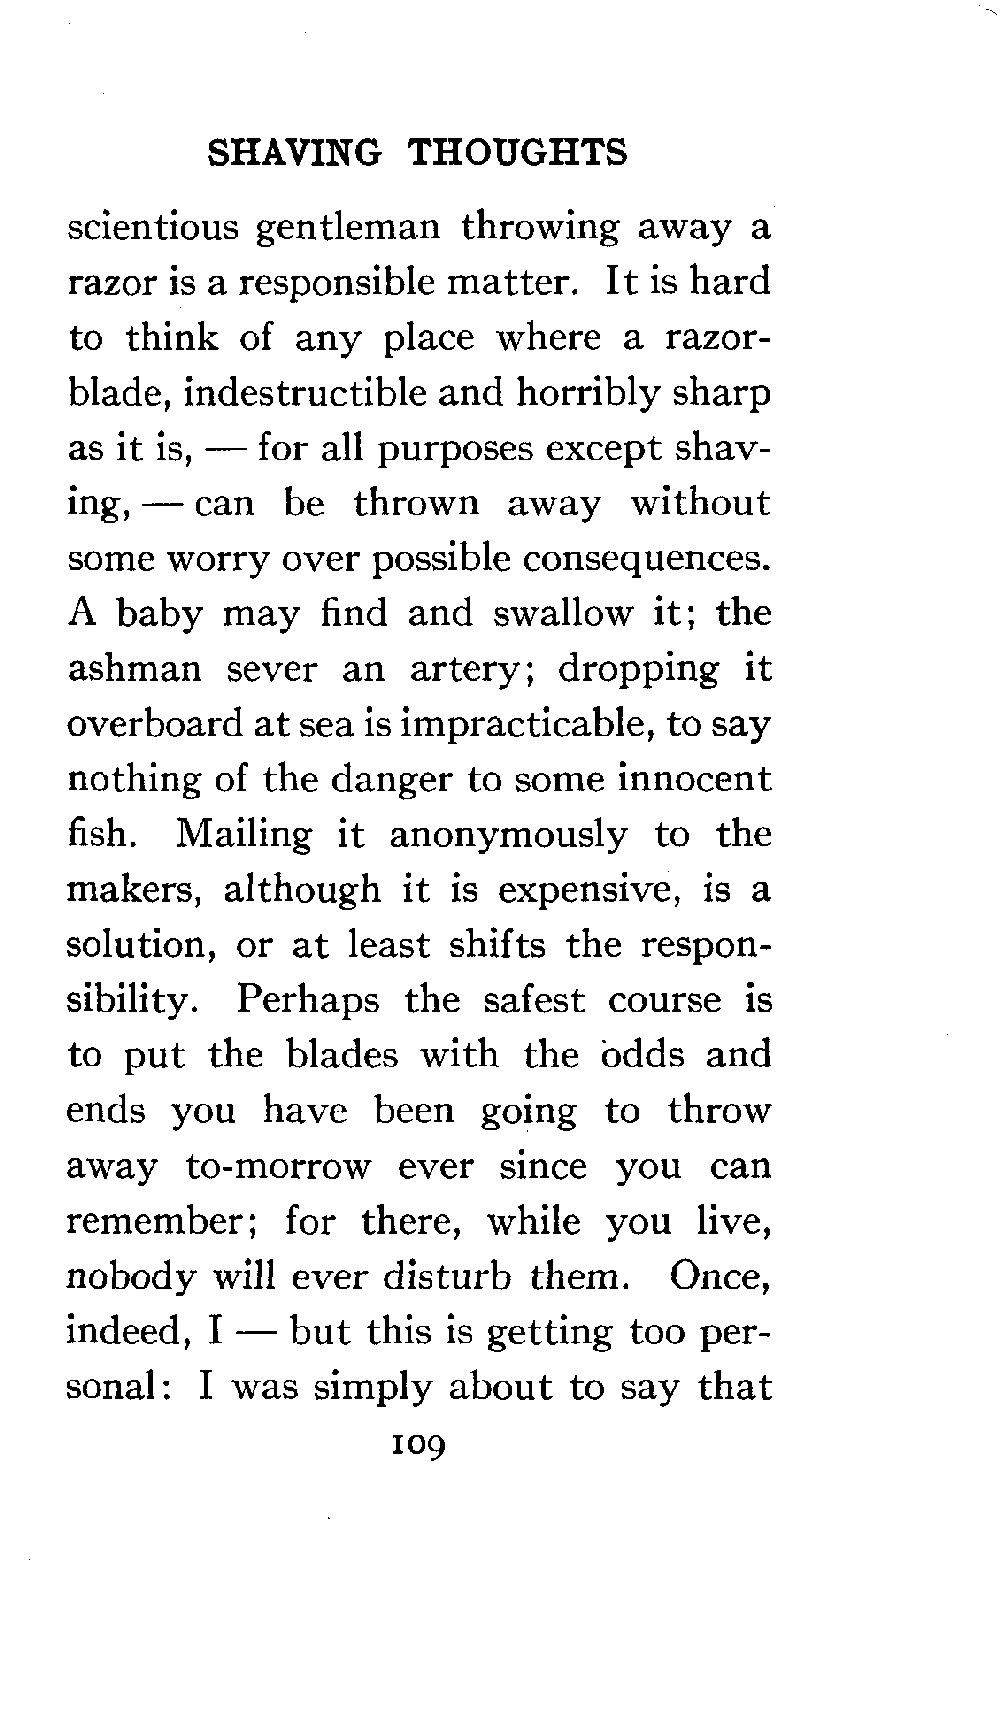 SHAVING THOUGHTS
scientious gentleman throwing away a
razor is a responsible matter. It is hard
to think of any place where a razor-
blade, indestructible and horribly sharp
as it is, — for all purposes except shav-
ing, — can be thrown away without
some worry over possible consequences.
A baby may find and swallow it; the
ashman sever an artery; dropping it
overboard at sea is impracticable, to say
nothing of the danger to some innocent
fish. Mailing it anonymously to the
makers, although it is expensive, is a
solution, or at least shifts the respon-
sibility. Perhaps the safest course is
to put the blades with the odds and
ends you have been going to throw
away to-morrow ever since you can
remember; for there, while you live,
nobody will ever disturb them. Once,
indeed, I — but this is getting too per-
sonal: I was simply about to say that
109